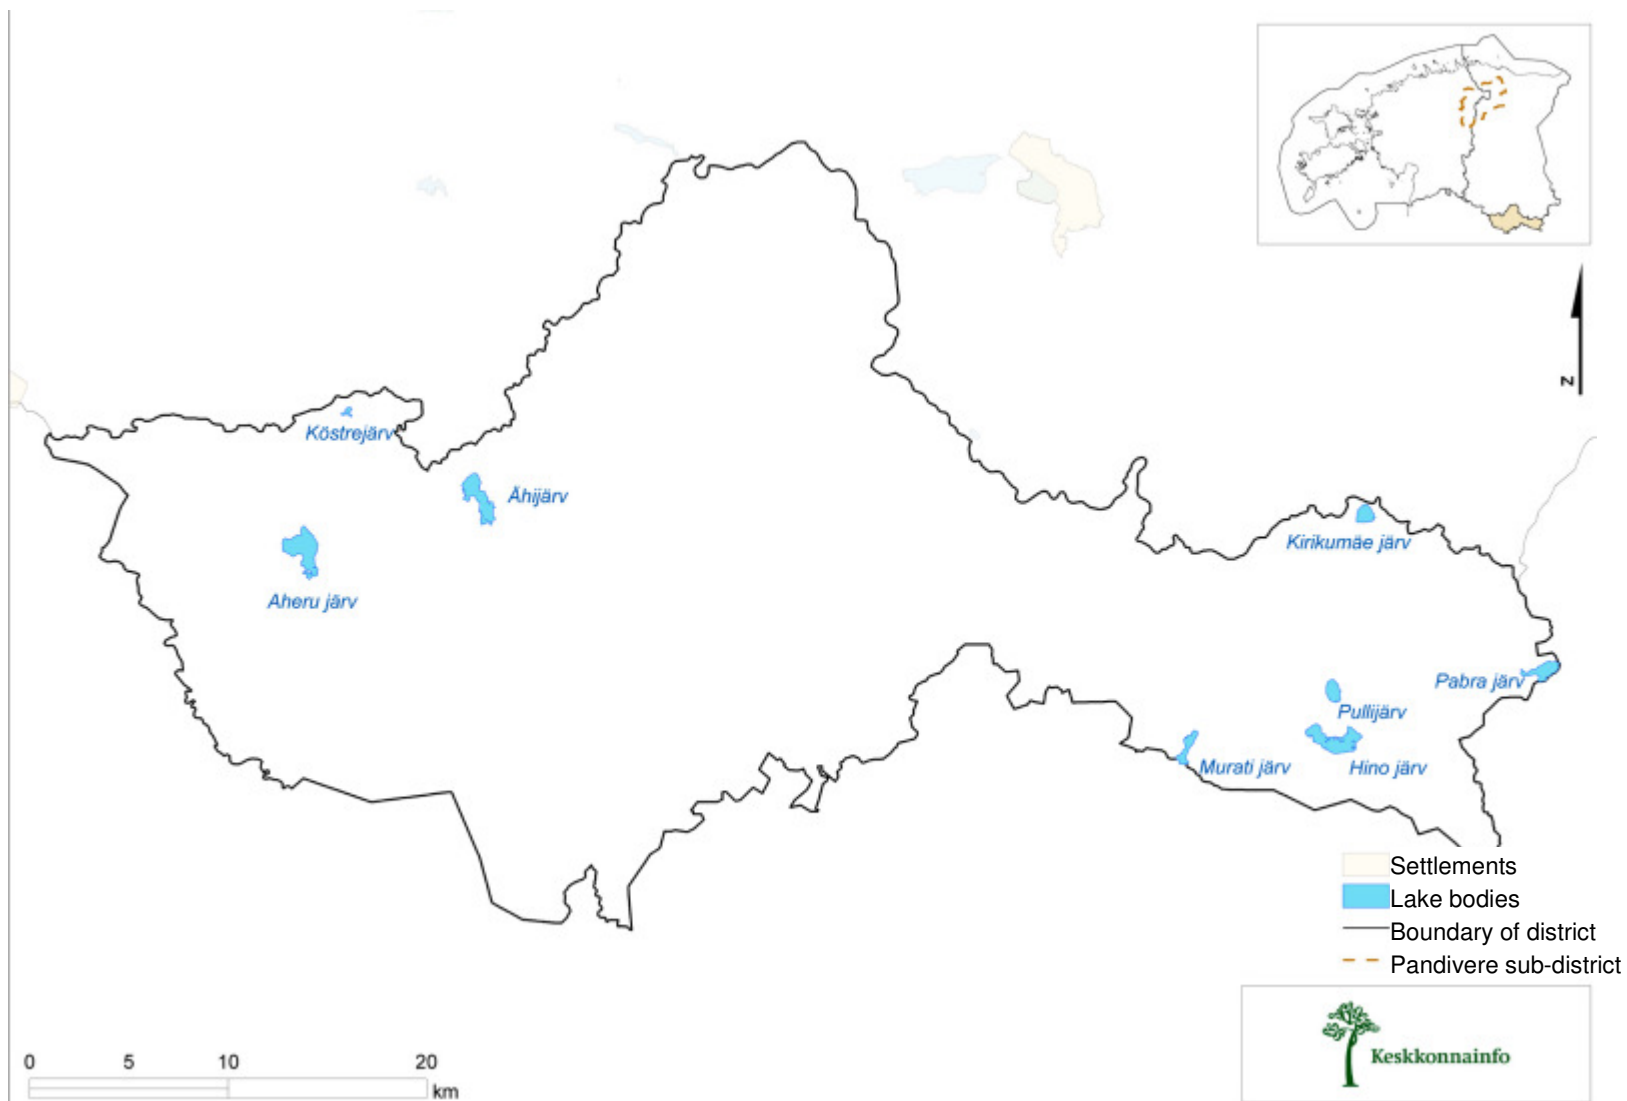 N
Köstrejärv
Ähijärv
Aheru järv
Kirikumäe järv
Pabra järv
Pullijärv
Murati järv
Hino järv
Settlements
Lake bodies
Boundary of district
Pandivere sub-district
Keskkonnainfo
0 5 10 20
km